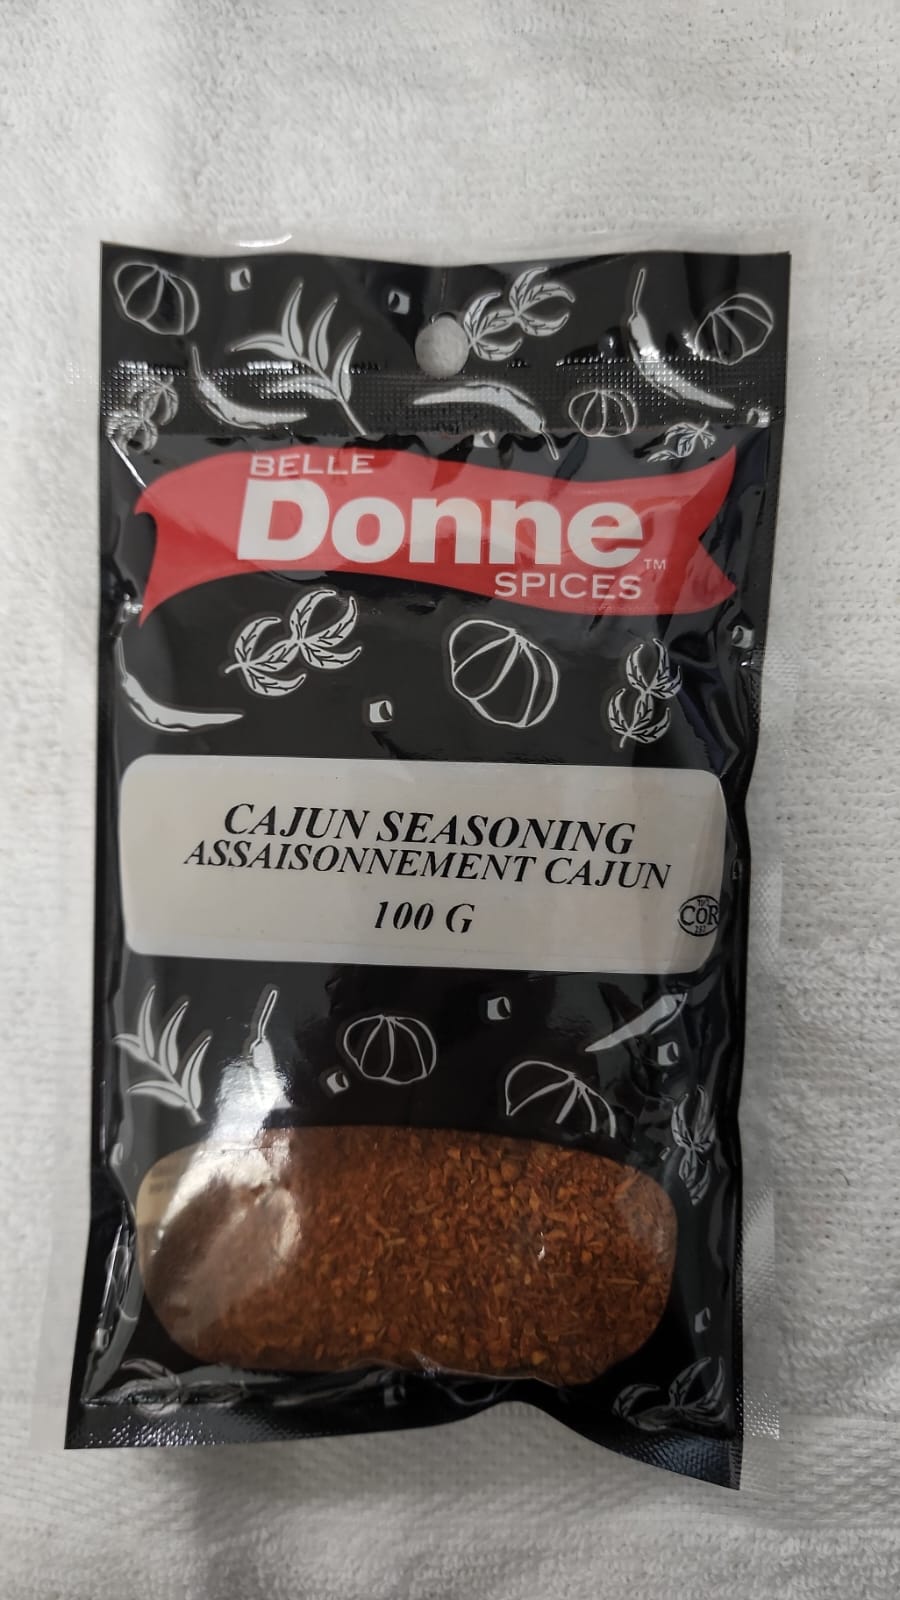 BELLE
Donne
SPICES™
CAJUN SEASONING
ASSAISONNEMENT CAJUN
100 G
COR